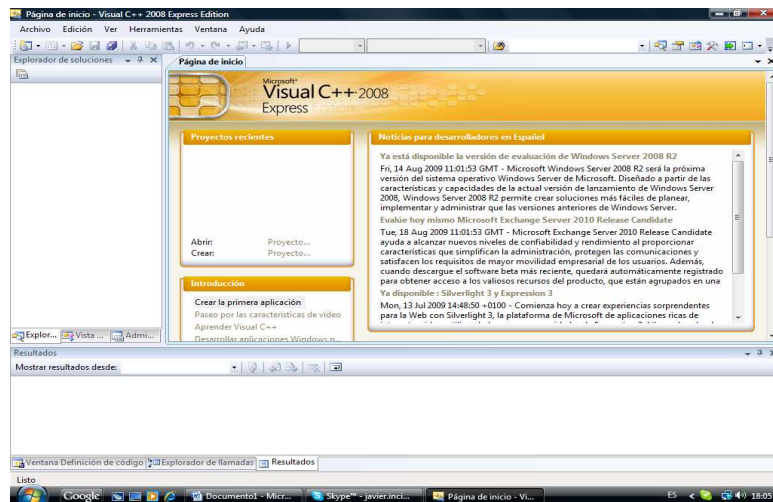 Página de inicio - Visual C++ 2008 Express Edition
Archivo Edición Ver Herramientas Ventana Ayuda
Explorador de soluciones
Página de inicio
Microsoft
Visual C++ 2008
Express
Proyectos recientes
Abrir: Proyecto...
Crear: Proyecto...
Introducción
Crear la primera aplicación
Paseo por las características de vídeo
Aprender Visual C++
Desarrollar aplicaciones Windows
Noticias para desarrolladores en Español
Ya está disponible la versión de evaluación de Windows Server 2008 R2
Fri, 14 Aug 2009 11:01:53 GMT - Microsoft Windows Server 2008 R2 será la próxima
versión del sistema operativo Windows Server de Microsoft. Diseñado a partir de las
características y capacidades de la actual versión de lanzamiento de Windows Server
2008, Windows Server 2008 R2 permite crear soluciones más fáciles de planear,
implementar y administrar que las versiones anteriores de Windows Server.
Evalúe hoy mismo Microsoft Exchange Server 2010 Release Candidate
Tue, 18 Aug 2009 11:01:53 GMT - Microsoft Exchange Server 2010 Release Candidate
ayuda a alcanzar nuevos niveles de confiabilidad y rendimiento al proporcionar
características que simplifican la administración, protegen las comunicaciones y
satisfacen los requisitos de mayor movilidad empresarial de los usuarios. Además,
cuando descargue el software beta más reciente, quedará automáticamente registrado
para obtener acceso a los valiosos recursos del producto, que están agrupados en una
Ya disponible : Silverlight 3 y Expression 3
Mon, 13 Jul 2009 14:48:50 +0100 - Comienza hoy a crear experiencias sorprendentes
para la Web con Silverlight 3, la plataforma de Microsoft de aplicaciones ricas de
Explor... Vista ... Admi...
Resultados
Mostrar resultados desde:
Ventana Definición de código Explorador de llamadas Resultados
Listo
Google Documento1 - Micr... Skype™ - javier.inci... Página de inicio - Vi... ES 18:05